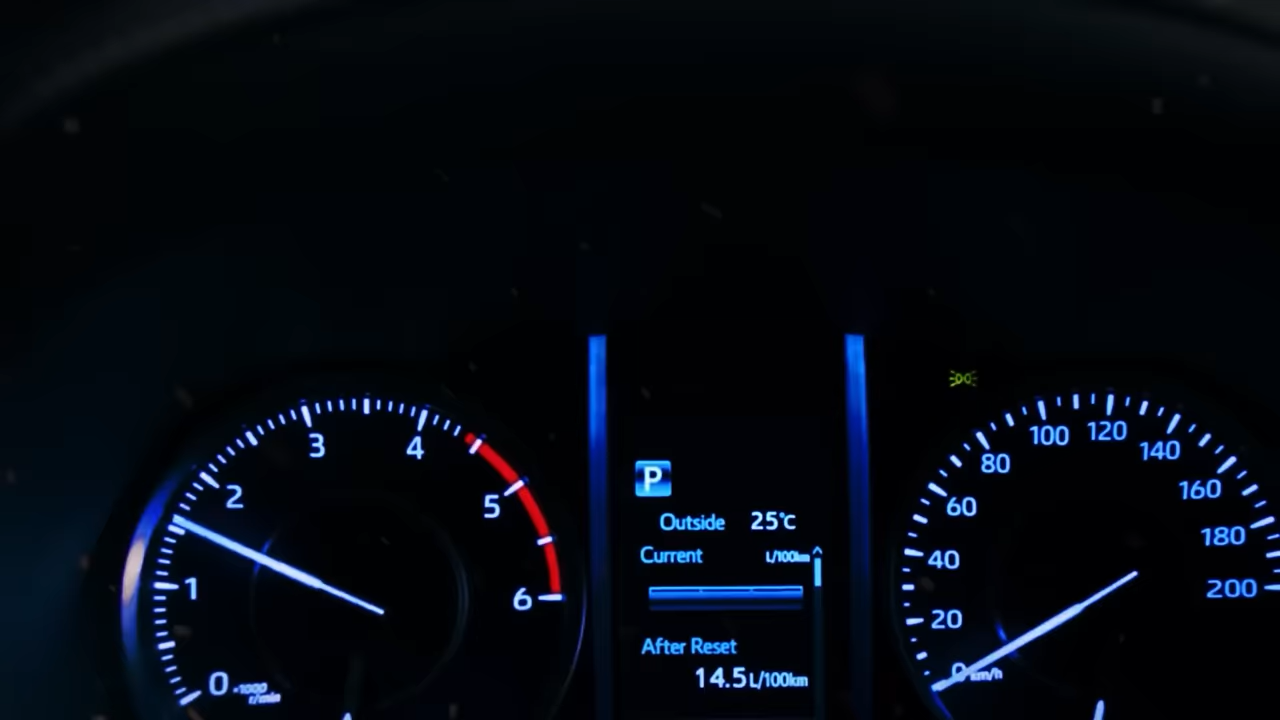 0 1 2 3 4 5 6
×1000
r/min
P
Outside 25°C
Current L/100km
After Reset
14.5 L/100km
0 20 40 60 80 100 120 140 160 180 200
km/h